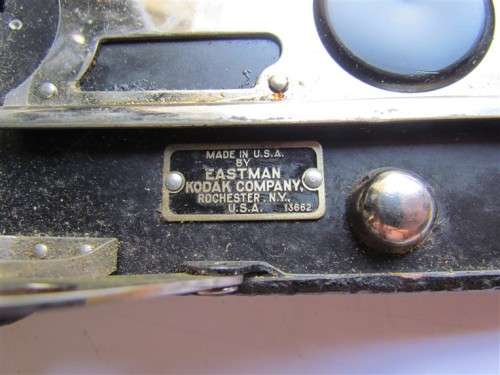 MADE IN U.S.A.
BY
EASTMAN
KODAK COMPANY,
ROCHESTER, N.Y.,
U.S.A. 13662